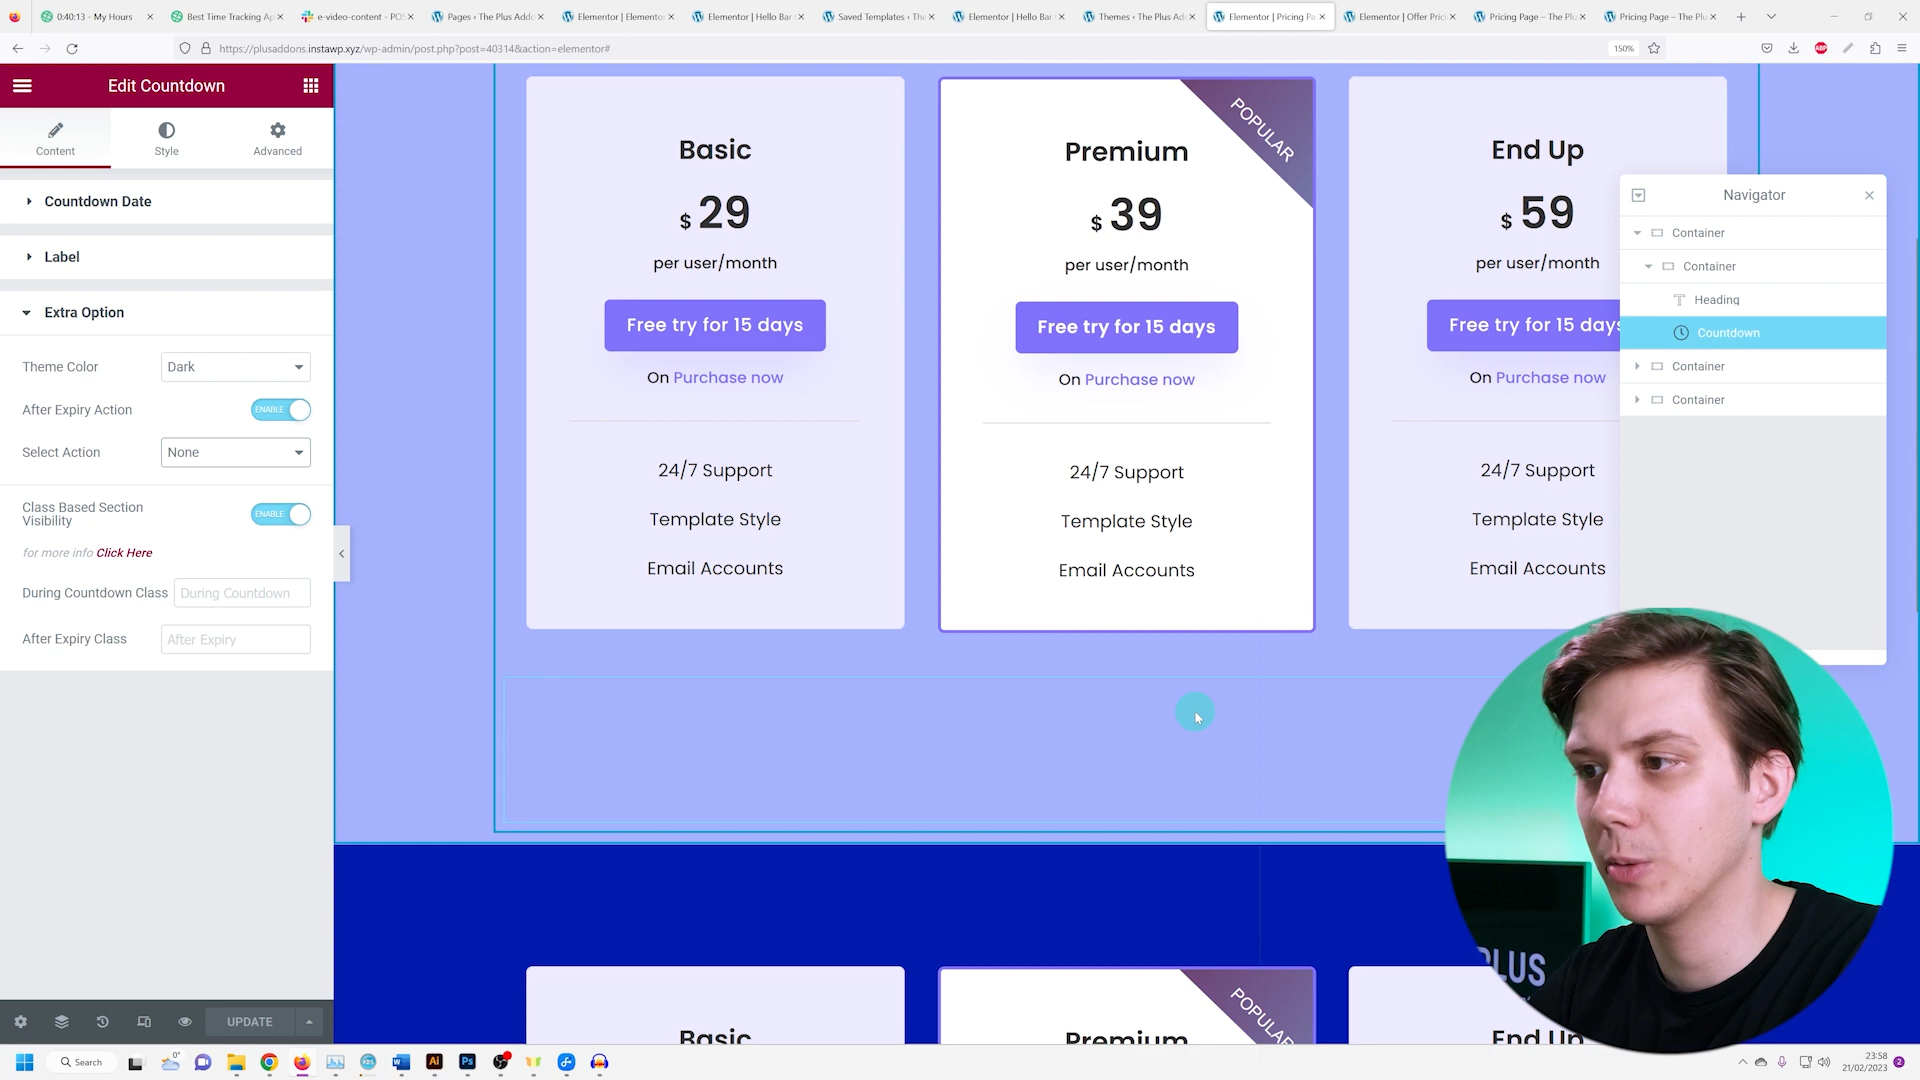 0:40:13 - My Hours
Best Time Tracking Ap
e-video-content - POS
Pages ‹ The Plus Addo
Elementor | Elementor
Elementor | Hello Bar
Saved Templates ‹ The
Elementor | Hello Bar
Themes ‹ The Plus Adc
Elementor | Pricing Pa
Elementor | Offer Pric
Pricing Page – The Plu
Pricing Page – The Plu
https://plusaddons.instawp.xyz/wp-admin/post.php?post=40314&action=elementor#
150%
ABP
Edit Countdown
Content
Style
Advanced
Countdown Date
Label
Extra Option
Theme Color
Dark
After Expiry Action
ENABLE
Select Action
None
Class Based Section
Visibility
ENABLE
for more info Click Here
During Countdown Class
During Countdown
After Expiry Class
After Expiry
UPDATE
Basic
$ 29
per user/month
Free try for 15 days
On Purchase now
24/7 Support
Template Style
Email Accounts
POPULAR
Premium
$ 39
per user/month
Free try for 15 days
On Purchase now
24/7 Support
Template Style
Email Accounts
End Up
$ 59
per user/month
Free try for 15 days
On Purchase now
24/7 Support
Template Style
Email Accounts
Navigator
Container
Container
Heading
Countdown
Container
Container
PLUS
Basic
POPULAR
Premium
End Up
Search
0°
Ai
Ps
23:58
21/02/2023
2